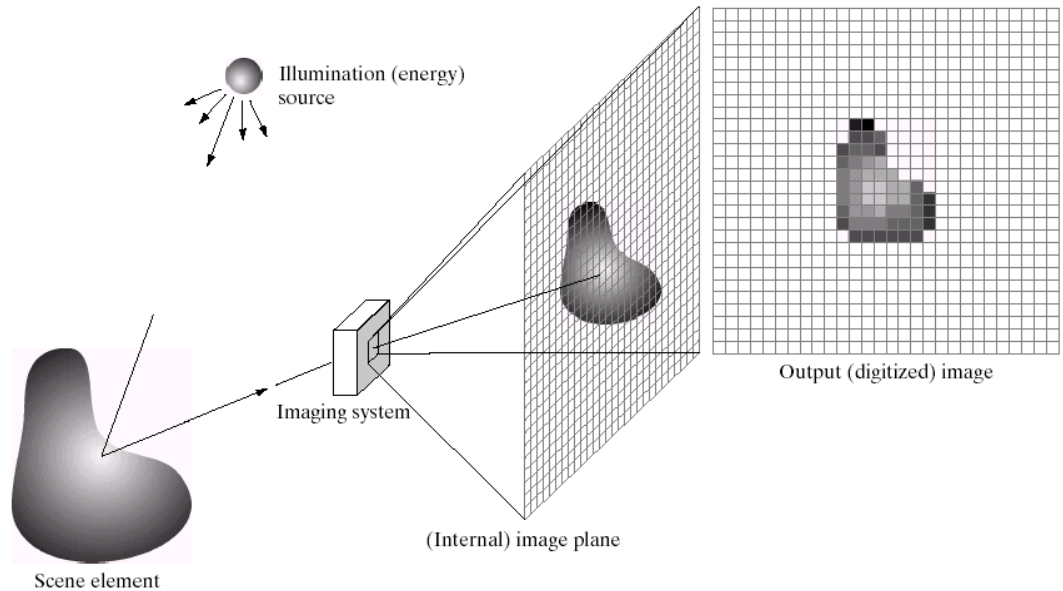 Illumination (energy)
source
Output (digitized) image
Imaging system
(Internal) image plane
Scene element